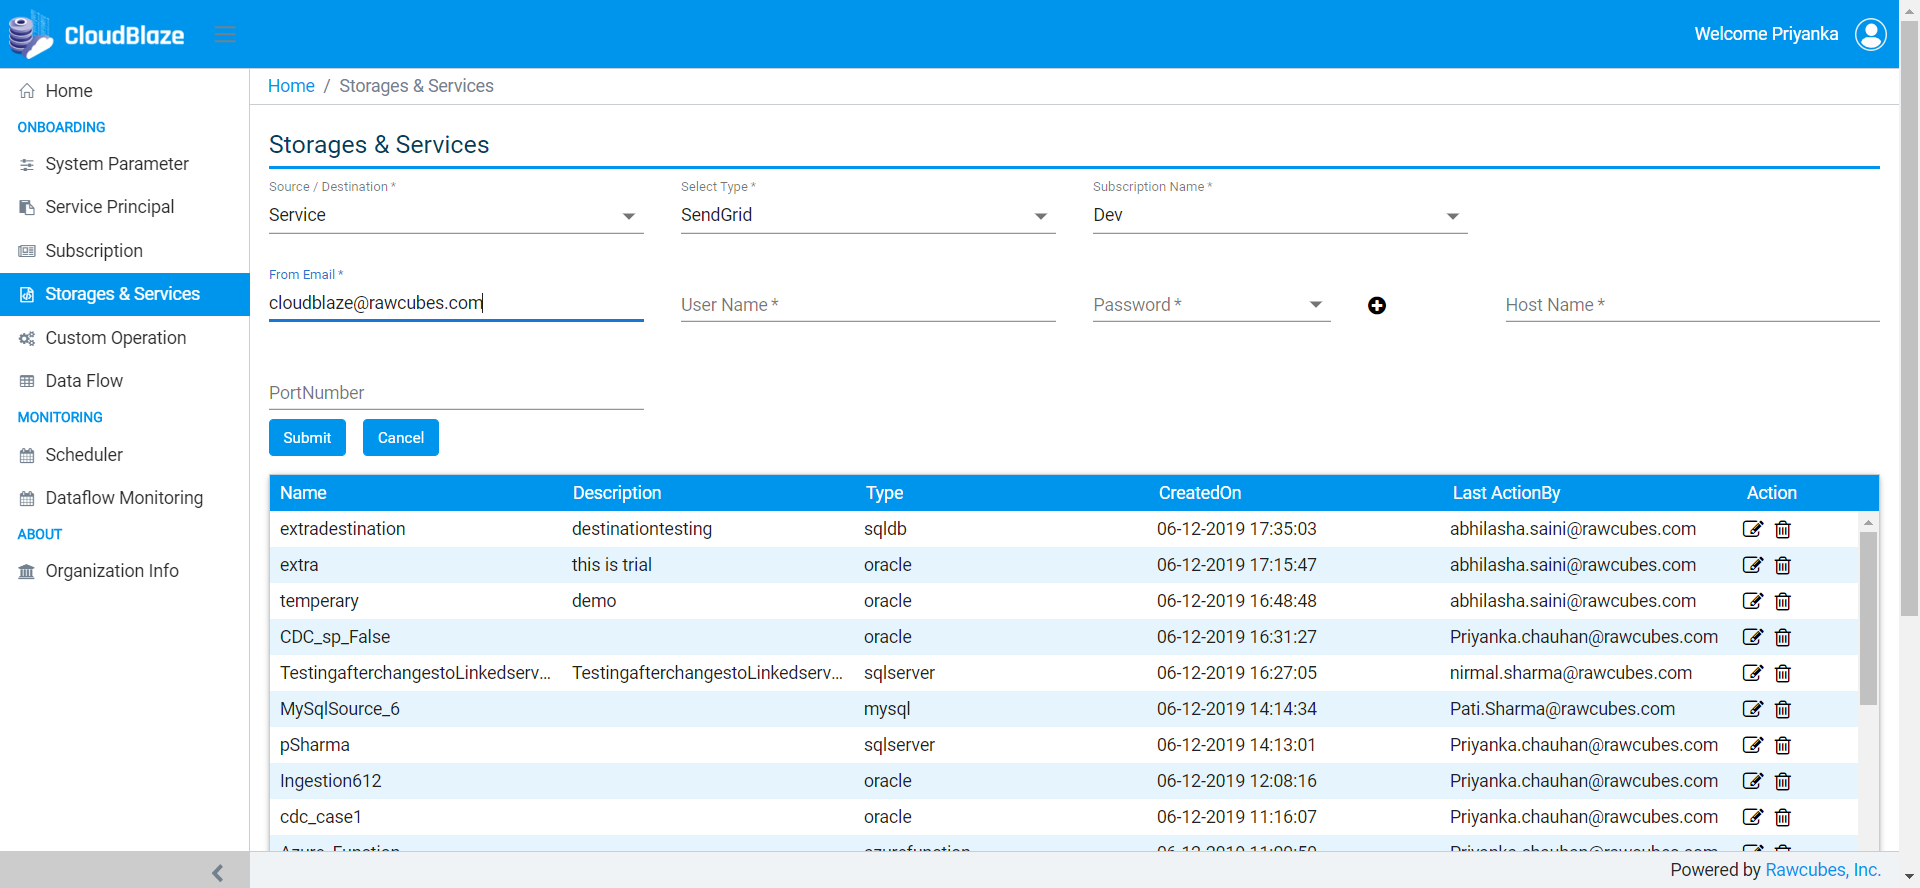 CloudBlaze
Welcome Priyanka
Home
ONBOARDING
System Parameter
Service Principal
Subscription
Storages & Services
Custom Operation
Data Flow
MONITORING
Scheduler
Dataflow Monitoring
ABOUT
Organization Info
Home / Storages & Services
Storages & Services
Source / Destination * Select Type * Subscription Name *
Service SendGrid Dev
From Email *
cloudblaze@rawcubes.com User Name * Password * Host Name *
PortNumber
Submit Cancel
Name Description Type CreatedOn Last ActionBy Action
extradestination destinationtesting sqldb 06-12-2019 17:35:03 abhilasha.saini@rawcubes.com
extra this is trial oracle 06-12-2019 17:15:47 abhilasha.saini@rawcubes.com
temperary demo oracle 06-12-2019 16:48:48 abhilasha.saini@rawcubes.com
CDC_sp_False oracle 06-12-2019 16:31:27 Priyanka.chauhan@rawcubes.com
TestingafterchangestoLinkedserv... TestingafterchangestoLinkedserv... sqlserver 06-12-2019 16:27:05 nirmal.sharma@rawcubes.com
MySqlSource_6 mysql 06-12-2019 14:14:34 Pati.Sharma@rawcubes.com
pSharma sqlserver 06-12-2019 14:13:01 Priyanka.chauhan@rawcubes.com
Ingestion612 oracle 06-12-2019 12:08:16 Priyanka.chauhan@rawcubes.com
cdc_case1 oracle 06-12-2019 11:16:07 Priyanka.chauhan@rawcubes.com
Powered by Rawcubes, Inc.